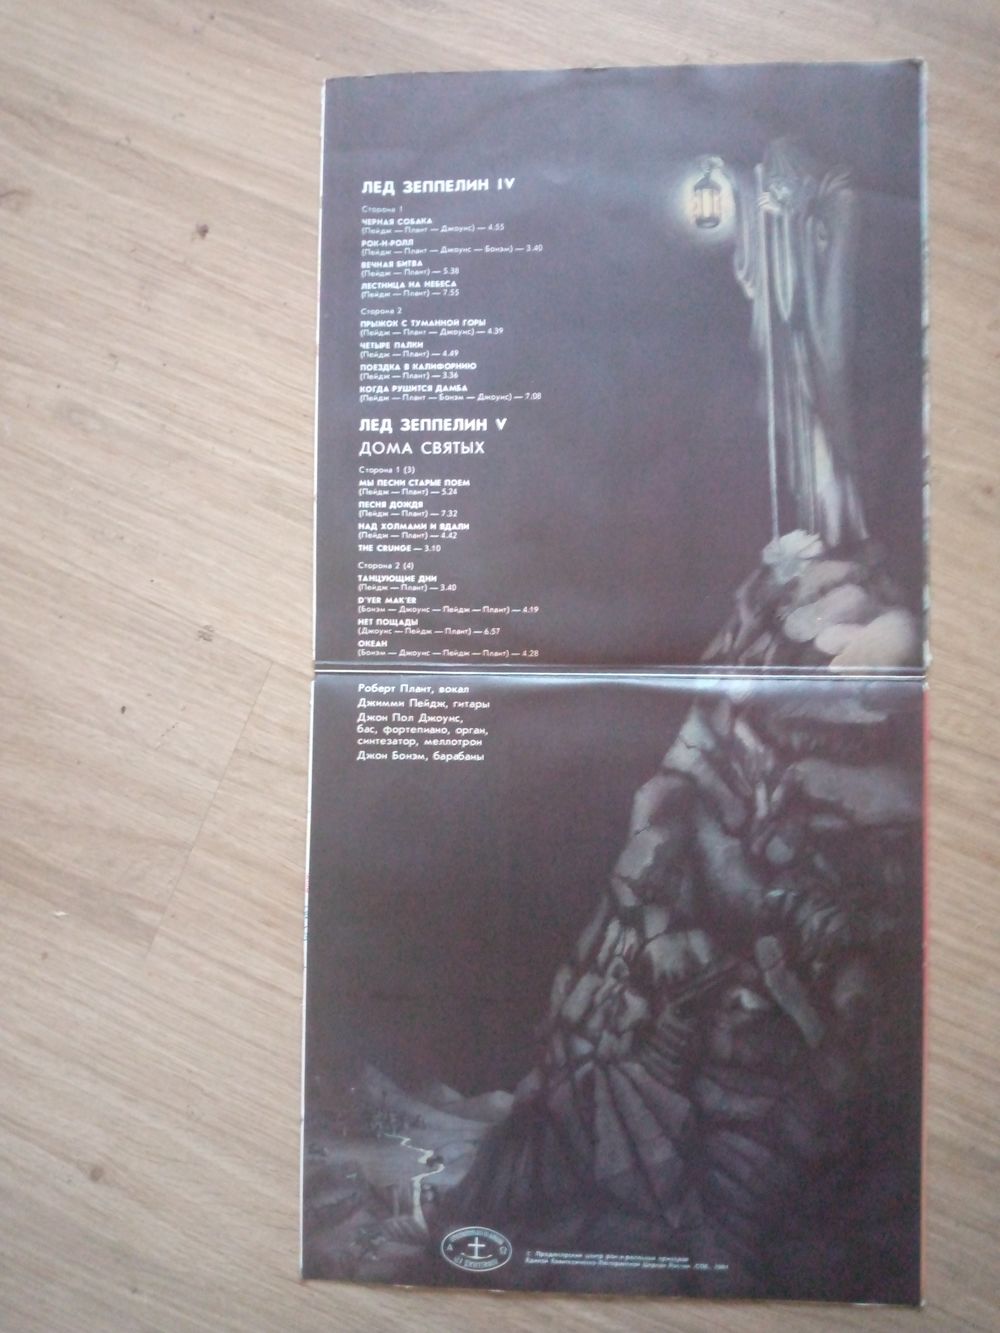 ЛЕД ЗЕППЕЛИН IV
Сторона 1
ЧЕРНАЯ СОБАКА
(Пейдж — Плант — Джоунс) — 4.55
РОК-Н-РОЛЛ
(Пейдж — Плант — Джоунс — Бонэм) — 3.40
ВЕЧНАЯ БИТВА
(Пейдж — Плант) — 5.38
ЛЕСТНИЦА НА НЕБЕСА
(Пейдж — Плант) — 7.55
Сторона 2
ПРЫЖОК С ТУМАННОЙ ГОРЫ
(Пейдж — Плант — Джоунс) — 4.39
ЧЕТЫРЕ ПАЛКИ
(Пейдж — Плант) — 4.49
ПОЕЗДКА В КАЛИФОРНИЮ
(Пейдж — Плант) — 3.36
КОГДА РУШИТСЯ ДАМБА
(Пейдж — Плант — Бонэм — Джоунс) — 7.08
ЛЕД ЗЕППЕЛИН V
ДОМА СВЯТЫХ
Сторона 1 (3)
МЫ ПЕСНИ СТАРЫЕ ПОЕМ
(Пейдж — Плант) — 5.24
ПЕСНЯ ДОЖДЯ
(Пейдж — Плант) — 7.32
НАД ХОЛМАМИ И ВДАЛИ
(Пейдж — Плант) — 4.42
THE CRUNGE — 3.10
Сторона 2 (4)
ТАНЦУЮЩИЕ ДНИ
(Пейдж — Плант) — 3.40
D'YER MAK'ER
(Бонэм — Джоунс — Пейдж — Плант) — 4.19
НЕТ ПОЩАДЫ
(Джоунс — Пейдж — Плант) — 6.57
ОКЕАН
(Бонэм — Джоунс — Пейдж — Плант) — 4.28
Роберт Плант, вокал
Джимми Пейдж, гитары
Джон Пол Джоунс,
бас, фортепиано, орган,
синтезатор, меллотрон
Джон Бонэм, барабаны
центр рок-н-ролльных
Церкви России